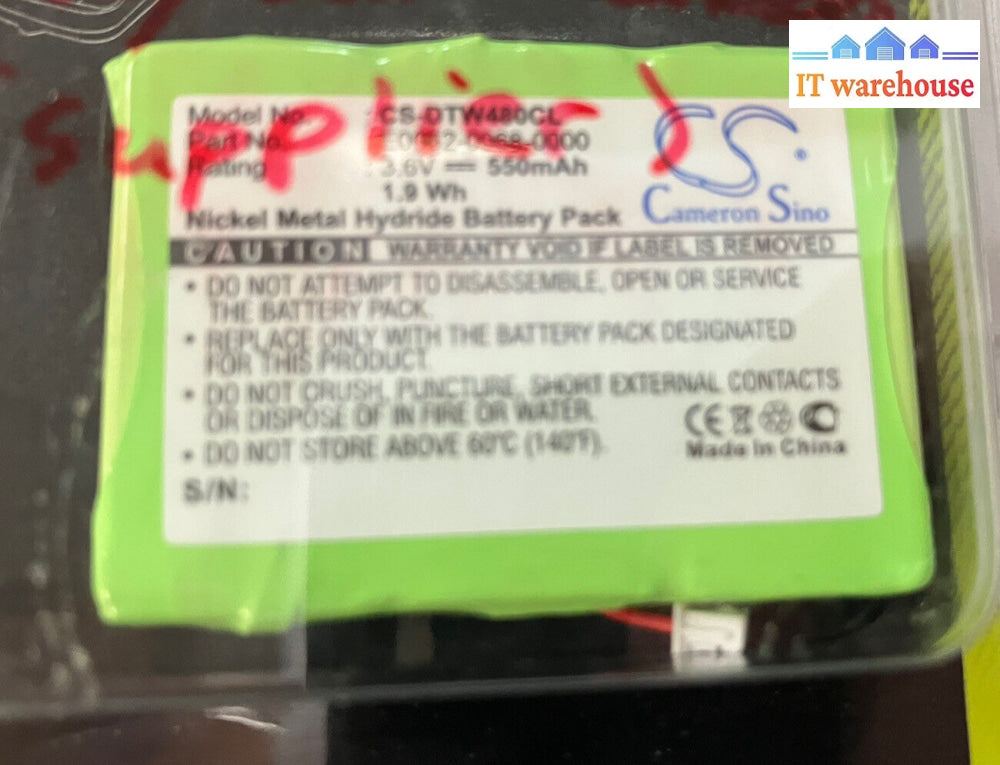 IT warehouse
supplier)
Model No. : CS-DTW480CL
Part No.
Rating : 3.6V 550mAh
1.9 Wh
Nickel Metal Hydride Battery Pack
CS
Cameron Sino
CAUTION WARRANTY VOID IF LABEL IS REMOVED
• DO NOT ATTEMPT TO DISASSEMBLE, OPEN OR SERVICE
THE BATTERY PACK.
• REPLACE ONLY WITH THE BATTERY PACK DESIGNATED
FOR THIS PRODUCT.
• DO NOT CRUSH, PUNCTURE, SHORT EXTERNAL CONTACTS
OR DISPOSE OF IN FIRE OR WATER.
• DO NOT STORE ABOVE 60℃ (140℉).
CE
Made in China
S/N: